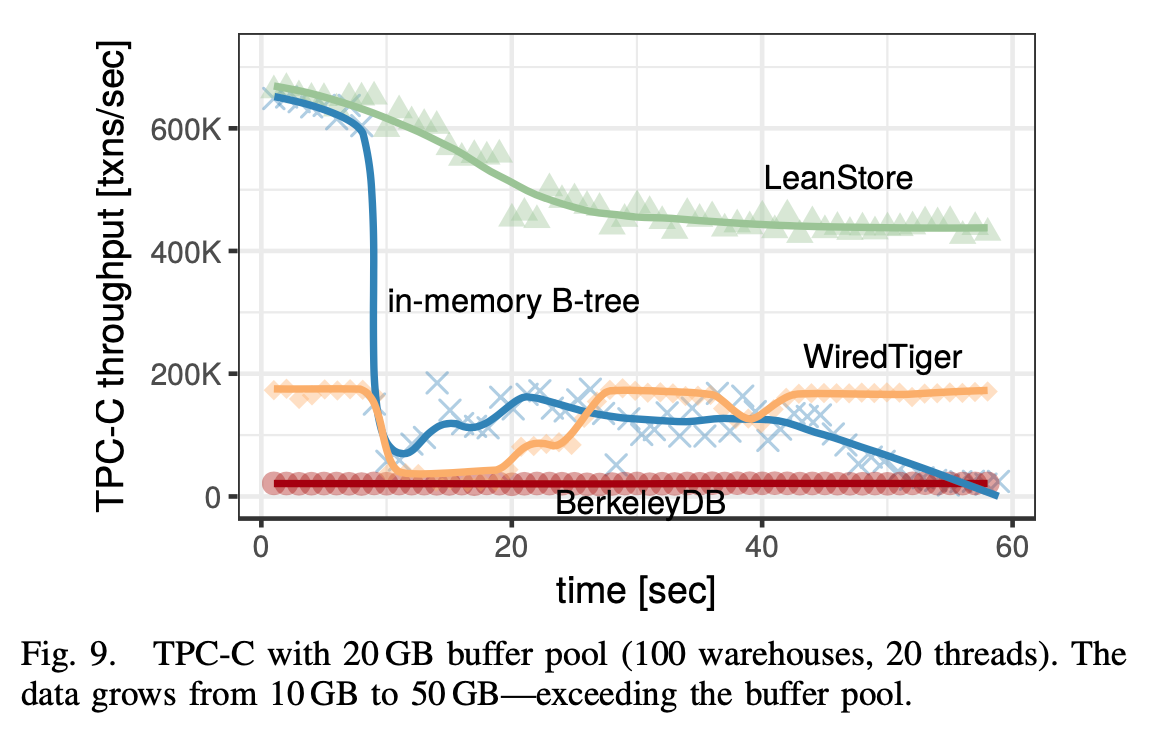 TPC-C throughput [txns/sec]
600K
400K
200K
0
LeanStore
in-memory B-tree
WiredTiger
BerkeleyDB
0 20 40 60
time [sec]
Fig. 9. TPC-C with 20 GB buffer pool (100 warehouses, 20 threads). The
data grows from 10 GB to 50 GB—exceeding the buffer pool.